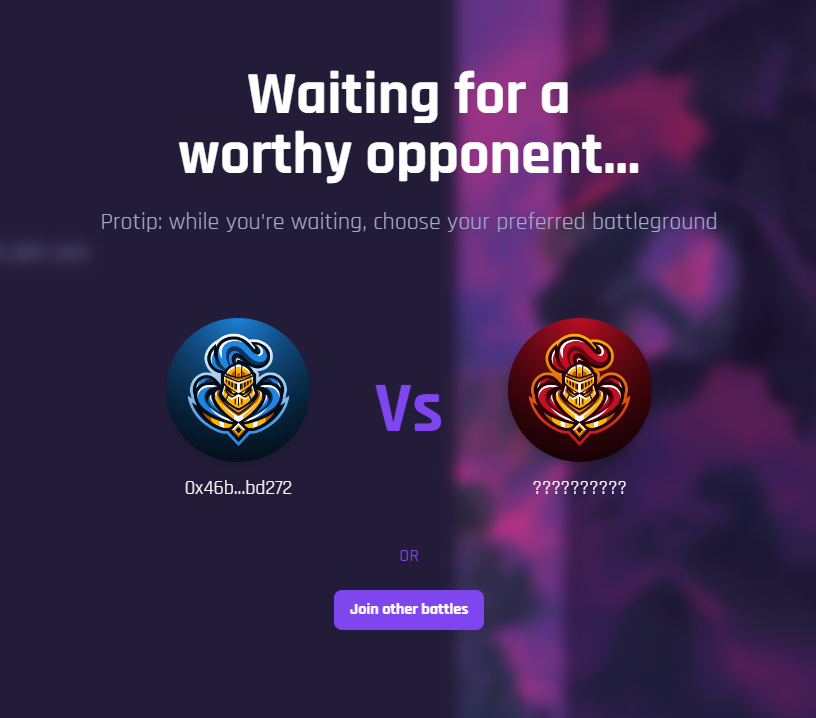 Waiting for a
worthy opponent...
Protip: while you're waiting, choose your preferred battleground
Vs
0x46b...bd272
??????????
OR
Join other battles